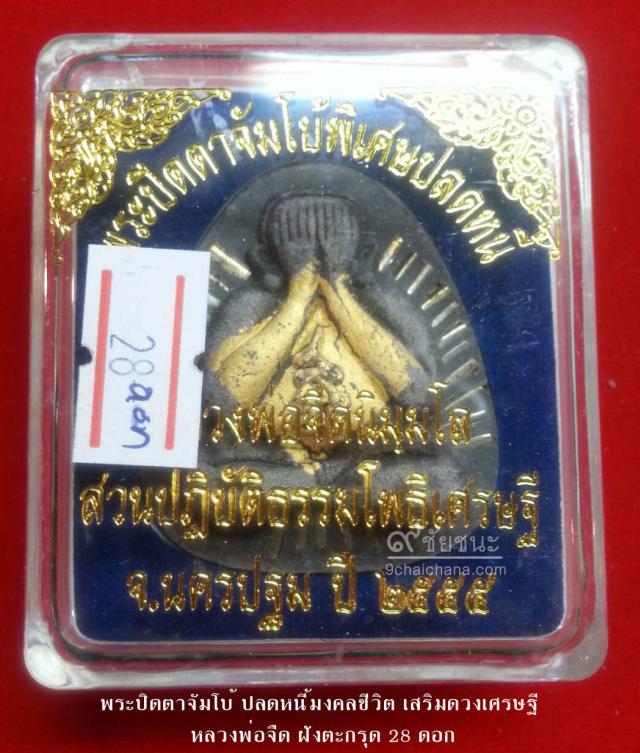 พระปิดตาจัมโบ้พิเศษปลดหนี้
28 ดอก
หลวงพ่อจืดนิมฺมโล
สวนปฏิบัติธรรมโพธิเศรษฐี
๙ ชัยชนะ
9chaichana.com
จ.นครปฐม ปี ๒๕๕๕
พระปิดตาจัมโบ้ ปลดหนี้มงคลชีวิต เสริมดวงเศรษฐี
หลวงพ่อจืด ฝังตะกรุด 28 ดอก